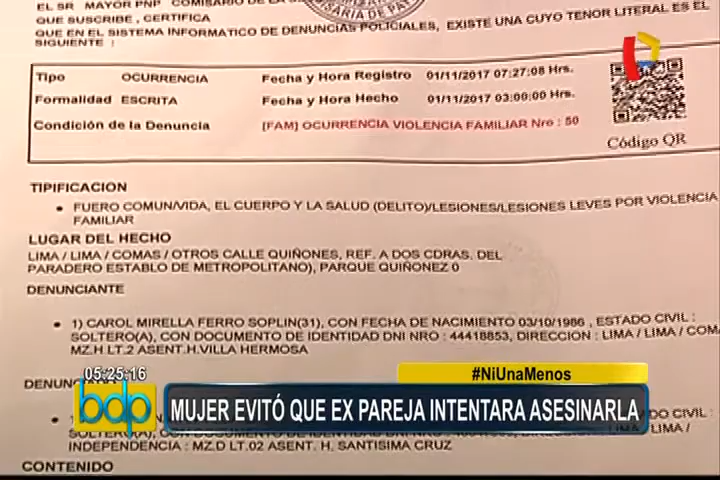 EL SR MAYOR PNP COMISARIO DE
QUE SUSCRIBE, CERTIFICA
QUE EN EL SISTEMA INFORMATICO DE DENUNCIAS POLICIALES, EXISTE UNA CUYO TENOR LITERAL ES EL
SIGUIENTE :
Tipo OCURRENCIA Fecha y Hora Registro 01/11/2017 07:27:08 Hrs.
Formalidad ESCRITA Fecha y Hora Hecho 01/11/2017 03:00:00 Hrs.
Condición de la Denuncia [FAM] OCURRENCIA VIOLENCIA FAMILIAR Nro : 50
Código QR
TIPIFICACION
• FUERO COMUN/VIDA, EL CUERPO Y LA SALUD (DELITO)/LESIONES/LESIONES LEVES POR VIOLENCIA
FAMILIAR
LUGAR DEL HECHO
LIMA / LIMA / COMAS / OTROS CALLE QUIÑONES, REF. A DOS CDRAS. DEL
PARADERO ESTABLO DE METROPOLITANO), PARQUE QUIÑONEZ 0
DENUNCIANTE
• 1) CAROL MIRELLA FERRO SOPLIN(31), CON FECHA DE NACIMIENTO 03/10/1986 , ESTADO CIVIL :
SOLTERO(A), CON DOCUMENTO DE IDENTIDAD DNI NRO : 44418853, DIRECCION : LIMA / LIMA / COM
MZ.H LT.2 ASENT.H.VILLA HERMOSA
05:25:16
#NiUnaMenos
bdp
MUJER EVITÓ QUE EX PAREJA INTENTARA ASESINARLA
CIVIL :
SOLTERO(A), LIMA / LIMA /
INDEPENDENCIA : MZ.D LT.02 ASENT. H. SANTISIMA CRUZ
CONTENIDO